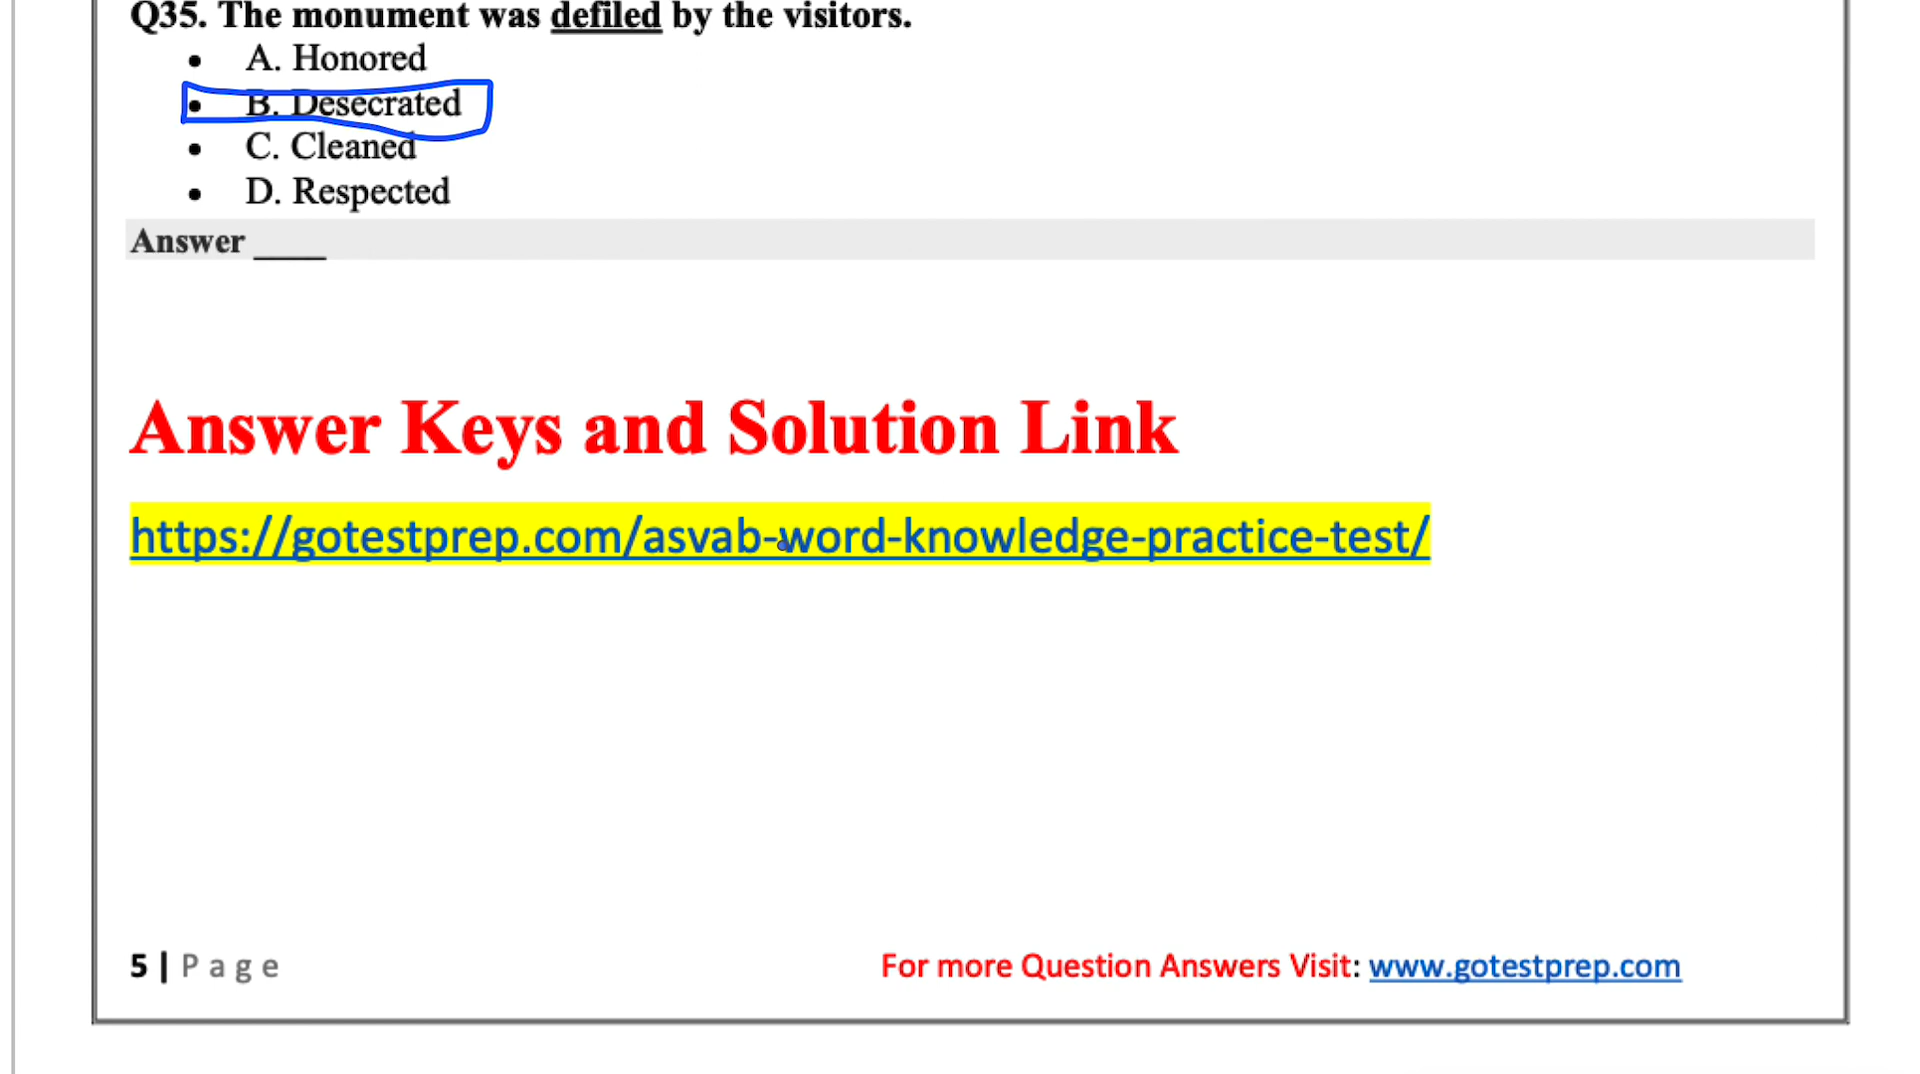 Q35. The monument was defiled by the visitors.
• A. Honored
• B. Desecrated
• C. Cleaned
• D. Respected
Answer ____
Answer Keys and Solution Link
https://gotestprep.com/asvab-word-knowledge-practice-test/
5 | Page
For more Question Answers Visit: www.gotestprep.com